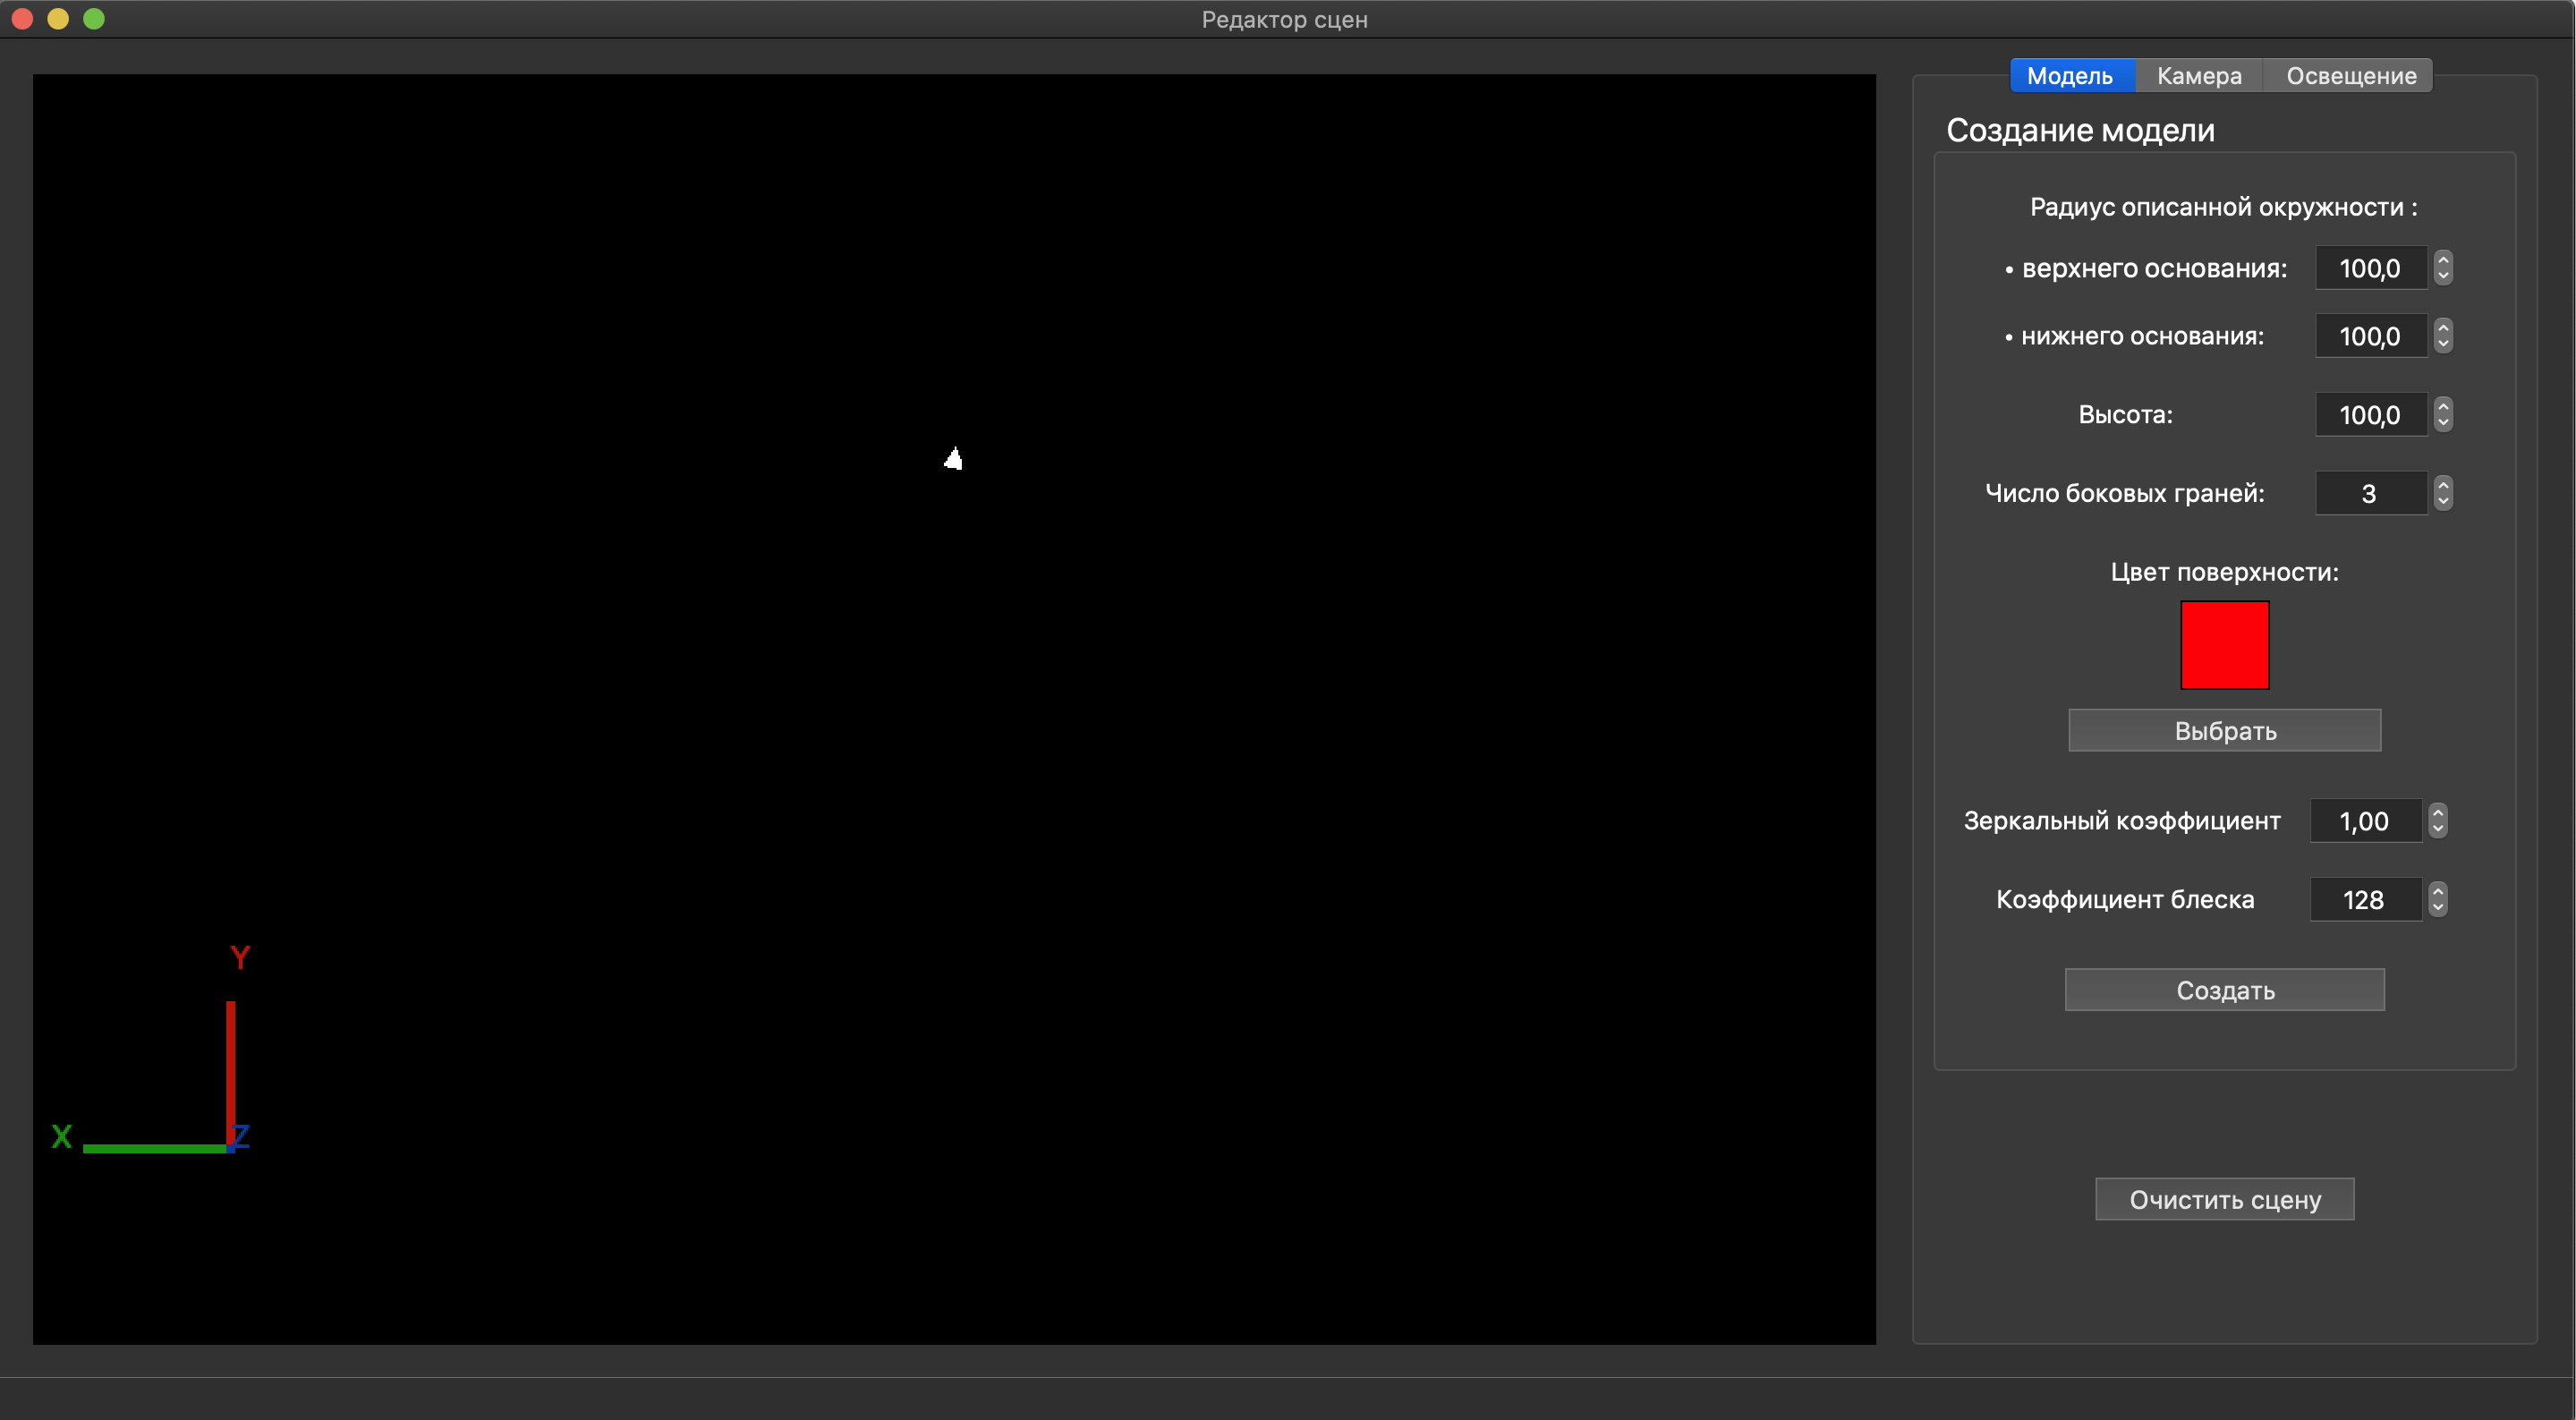 Редактор сцен
Модель Камера Освещение
Создание модели
Радиус описанной окружности :
• верхнего основания: 100,0
• нижнего основания: 100,0
Высота: 100,0
Число боковых граней: 3
Цвет поверхности:
Выбрать
Зеркальный коэффициент 1,00
Коэффициент блеска 128
Создать
Очистить сцену
Y
X Z